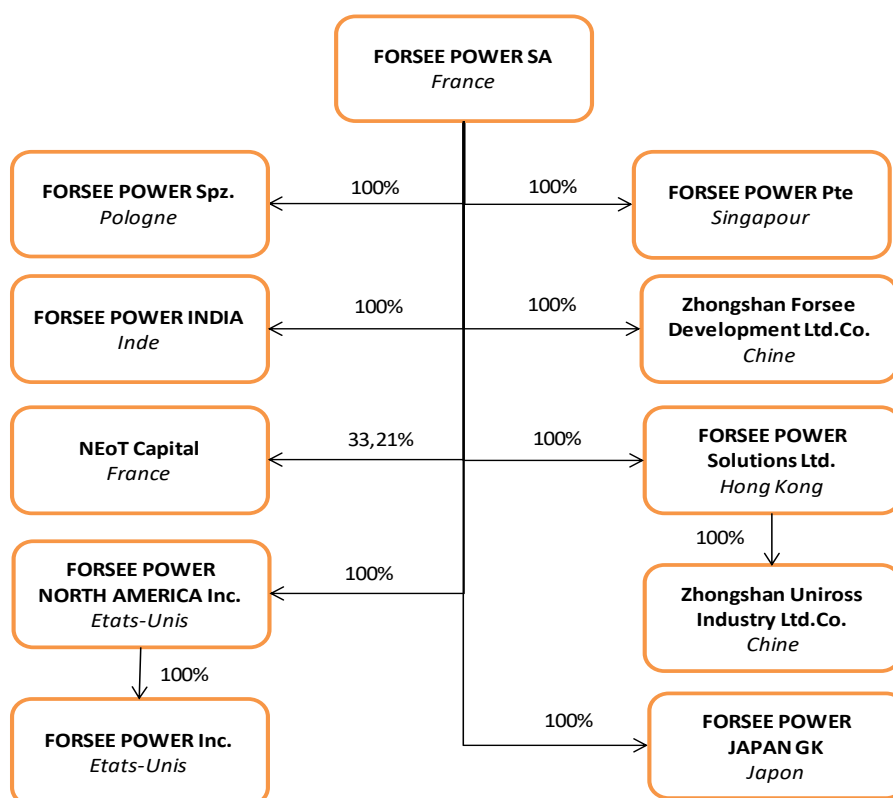 FORSEE POWER SA
France
FORSEE POWER Spz.
Pologne
100%
100%
FORSEE POWER Pte
Singapour
FORSEE POWER INDIA
Inde
100%
100%
Zhongshan Forsee
Development Ltd.Co.
Chine
NEoT Capital
France
33,21%
100%
FORSEE POWER
Solutions Ltd.
Hong Kong
100%
FORSEE POWER
NORTH AMERICA Inc.
Etats-Unis
100%
Zhongshan Uniross
Industry Ltd.Co.
Chine
100%
FORSEE POWER Inc.
Etats-Unis
100%
FORSEE POWER
JAPAN GK
Japon